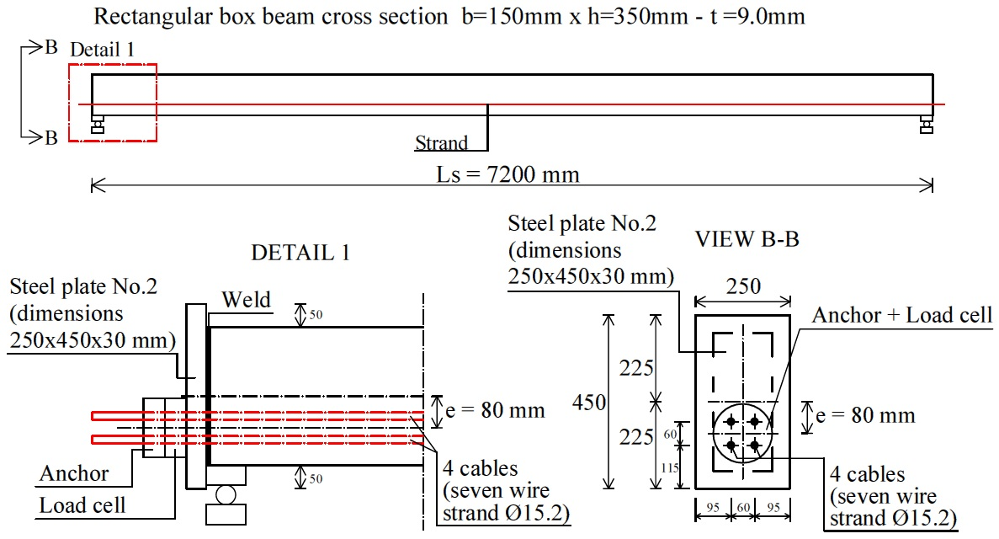 Rectangular box beam cross section b=150mm x h=350mm - t =9.0mm
B
Detail 1
B
Strand
Ls = 7200 mm
DETAIL 1
Steel plate No.2
(dimensions
250x450x30 mm)
Weld
50
e = 80 mm
Anchor
Load cell
50
4 cables
(seven wire
strand Ø15.2)
Steel plate No.2
(dimensions
250x450x30 mm)
VIEW B-B
250
Anchor + Load cell
225
450
e = 80 mm
225
60
115
95
60
95
4 cables
(seven wire
strand Ø15.2)